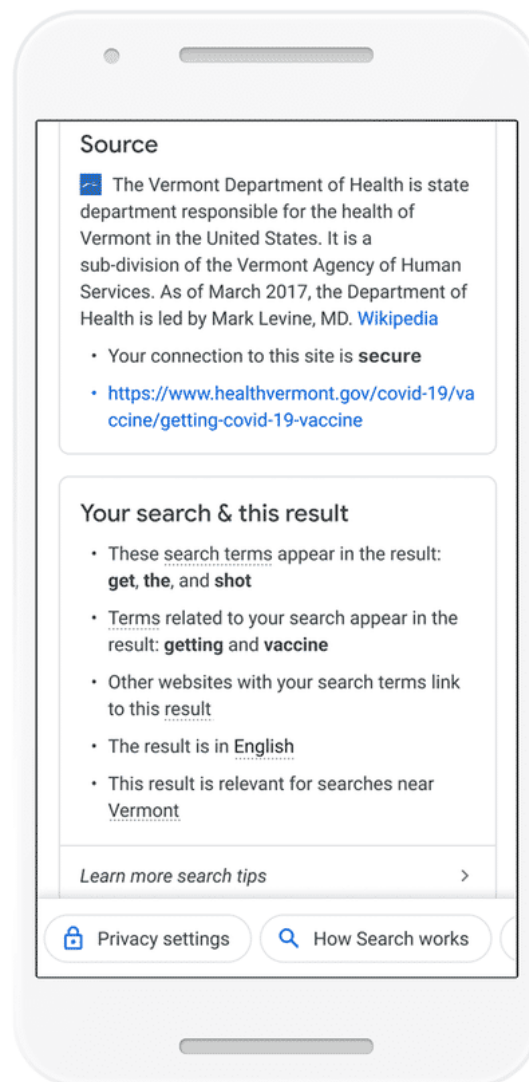 Source
The Vermont Department of Health is state
department responsible for the health of
Vermont in the United States. It is a
sub-division of the Vermont Agency of Human
Services. As of March 2017, the Department of
Health is led by Mark Levine, MD. Wikipedia
• Your connection to this site is secure
• https://www.healthvermont.gov/covid-19/va
ccine/getting-covid-19-vaccine
Your search & this result
• These search terms appear in the result:
get, the, and shot
• Terms related to your search appear in the
result: getting and vaccine
• Other websites with your search terms link
to this result
• The result is in English
• This result is relevant for searches near
Vermont
Learn more search tips
Privacy settings
How Search works